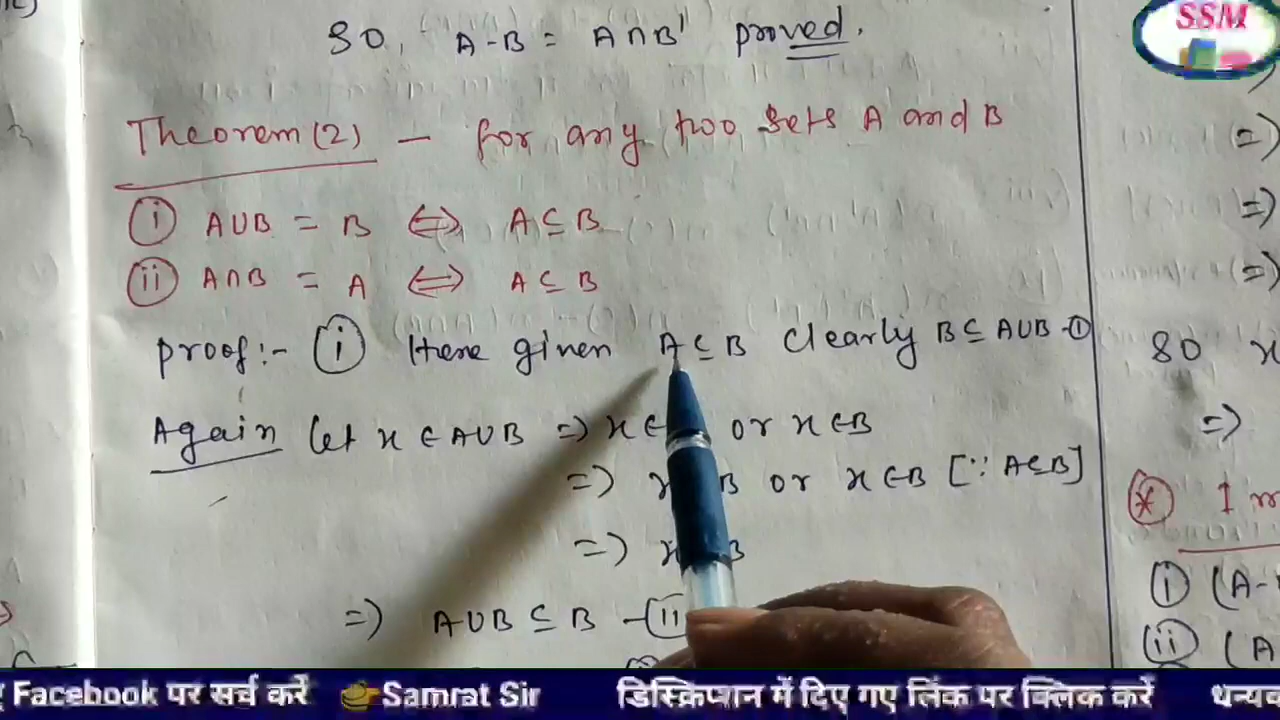 SSM
So, A-B = A∩B' proved.
Theorem (2) - for any two sets A and B
(i) A∪B = B ⇔ A⊆B
(ii) A∩B = A ⇔ A⊆B
proof:- (i) Here given A⊆B clearly B⊆A∪B -(i)
Again let x∈A∪B => x∈ or x∈B
=> x B or x∈B [∵ A⊆B]
=> x B
=> A∪B⊆B -(ii)
=)
=)
=)
So x
=)
(*) I
(i) (A-
(ii) (A
Facebook पर सर्च करें Samrat Sir डिस्क्रिप्शन में दिए गए लिंक पर क्लिक करें